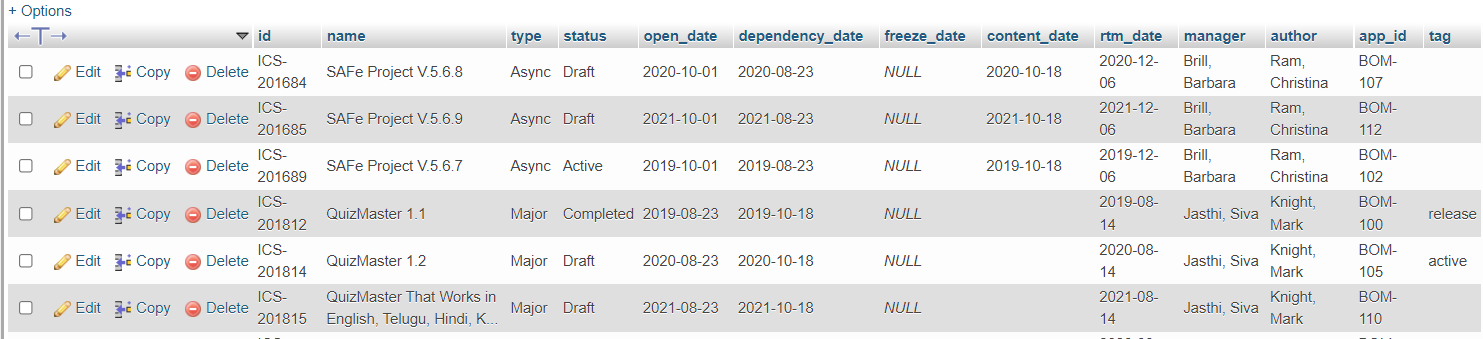 + Options
←T→ id name type status open_date dependency_date freeze_date content_date rtm_date manager author app_id tag
Edit Copy Delete ICS-201684 SAFe Project V.5.6.8 Async Draft 2020-10-01 2020-08-23 NULL 2020-10-18 2020-12-06 Brill, Barbara Ram, Christina BOM-107
Edit Copy Delete ICS-201685 SAFe Project V.5.6.9 Async Draft 2021-10-01 2021-08-23 NULL 2021-10-18 2021-12-06 Brill, Barbara Ram, Christina BOM-112
Edit Copy Delete ICS-201689 SAFe Project V.5.6.7 Async Active 2019-10-01 2019-08-23 NULL 2019-10-18 2019-12-06 Brill, Barbara Ram, Christina BOM-102
Edit Copy Delete ICS-201812 QuizMaster 1.1 Major Completed 2019-08-23 2019-10-18 NULL 2019-08-14 Jasthi, Siva Knight, Mark BOM-100 release
Edit Copy Delete ICS-201814 QuizMaster 1.2 Major Draft 2020-08-23 2020-10-18 NULL 2020-08-14 Jasthi, Siva Knight, Mark BOM-105 active
Edit Copy Delete ICS-201815 QuizMaster That Works in English, Telugu, Hindi, K... Major Draft 2021-08-23 2021-10-18 NULL 2021-08-14 Jasthi, Siva Knight, Mark BOM-110